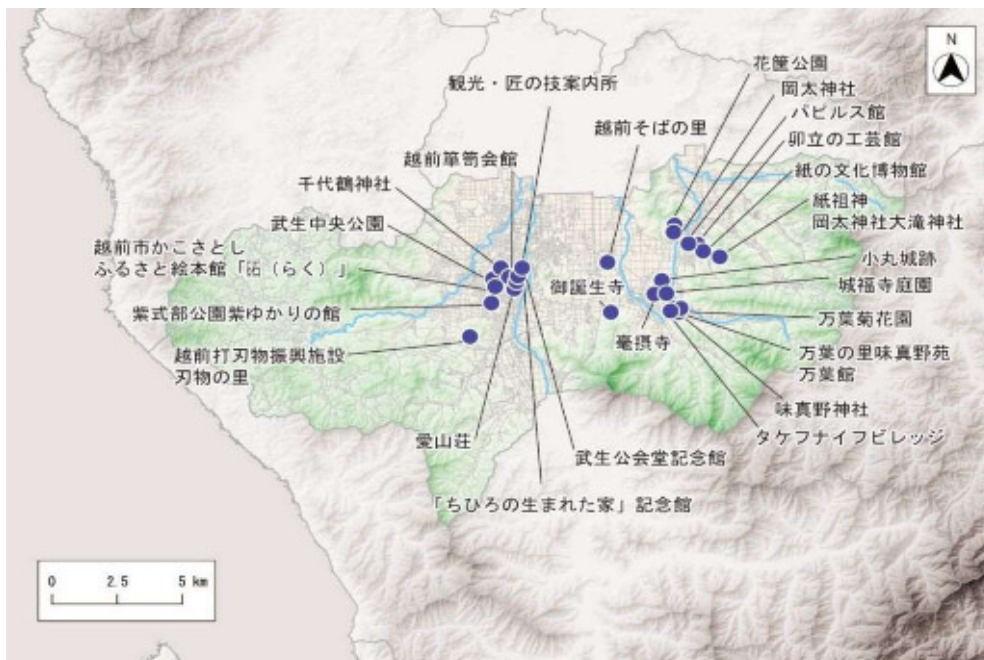 N
花筐公園
岡太神社
観光・匠の技案内所
パピルス館
越前そばの里
卯立の工芸館
越前箪笥会館
紙の文化博物館
千代鶴神社
紙祖神
岡太神社大滝神社
武生中央公園
越前市かこさとし
ふるさと絵本館「（らく）」
小丸城跡
御誕生寺
城福寺庭園
紫式部公園紫ゆかりの館
万葉菊花園
毫摂寺
越前打刃物振興施設
刃物の里
万葉の里味真野苑
万葉館
味真野神社
タケフナイフビレッジ
愛山荘
武生公会堂記念館
「ちひろの生まれた家」記念館
0 2.5 5 km